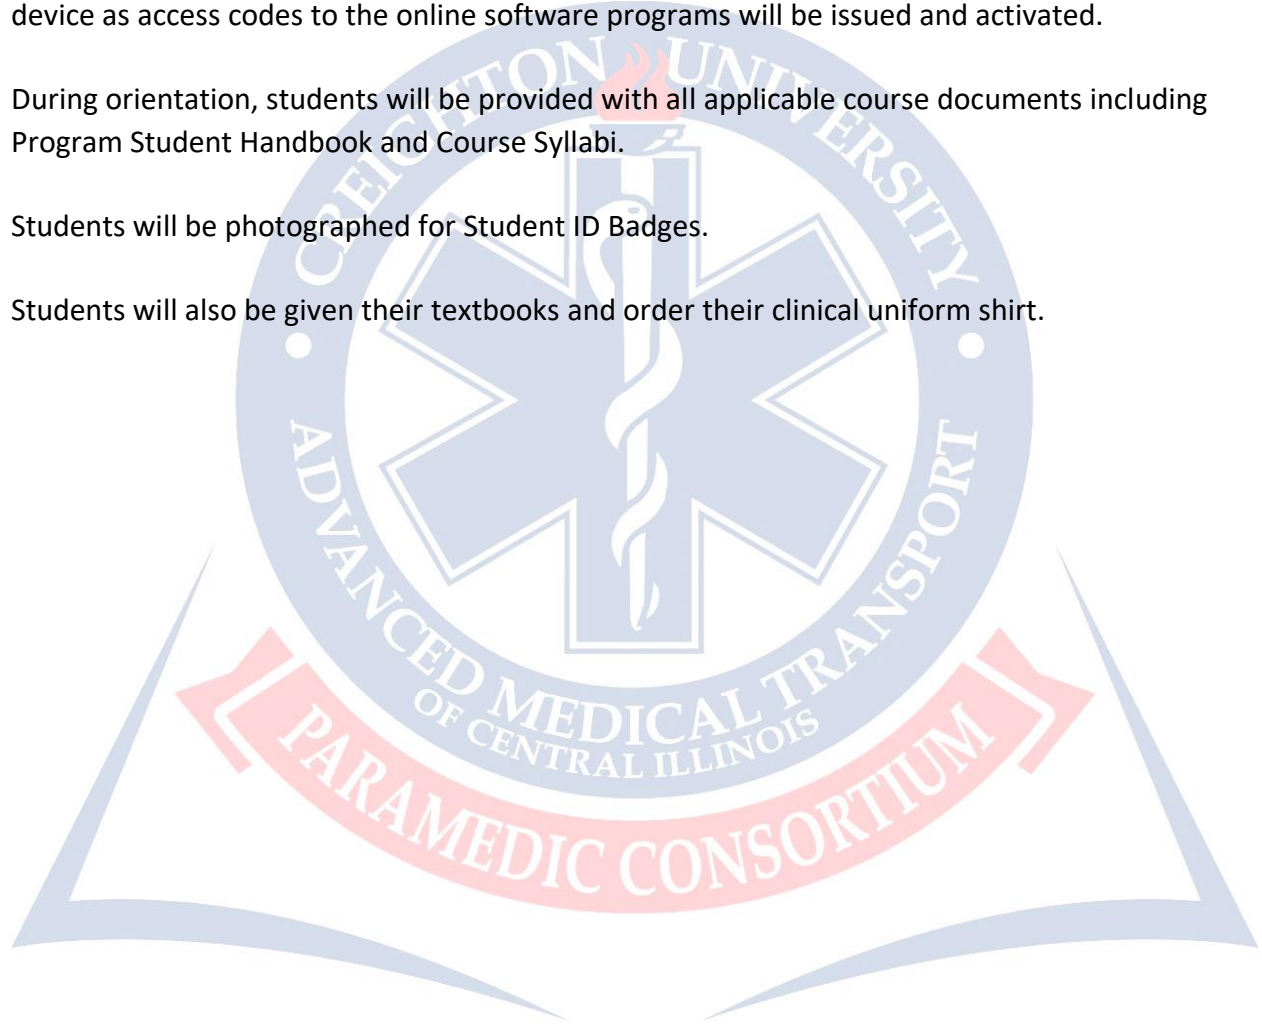 device as access codes to the online software programs will be issued and activated.
During orientation, students will be provided with all applicable course documents including
Program Student Handbook and Course Syllabi.
Students will be photographed for Student ID Badges.
Students will also be given their textbooks and order their clinical uniform shirt.
CREIGHTON UNIVERSITY
ADVANCED MEDICAL TRANSPORT
OF CENTRAL ILLINOIS
PARAMEDIC CONSORTIUM